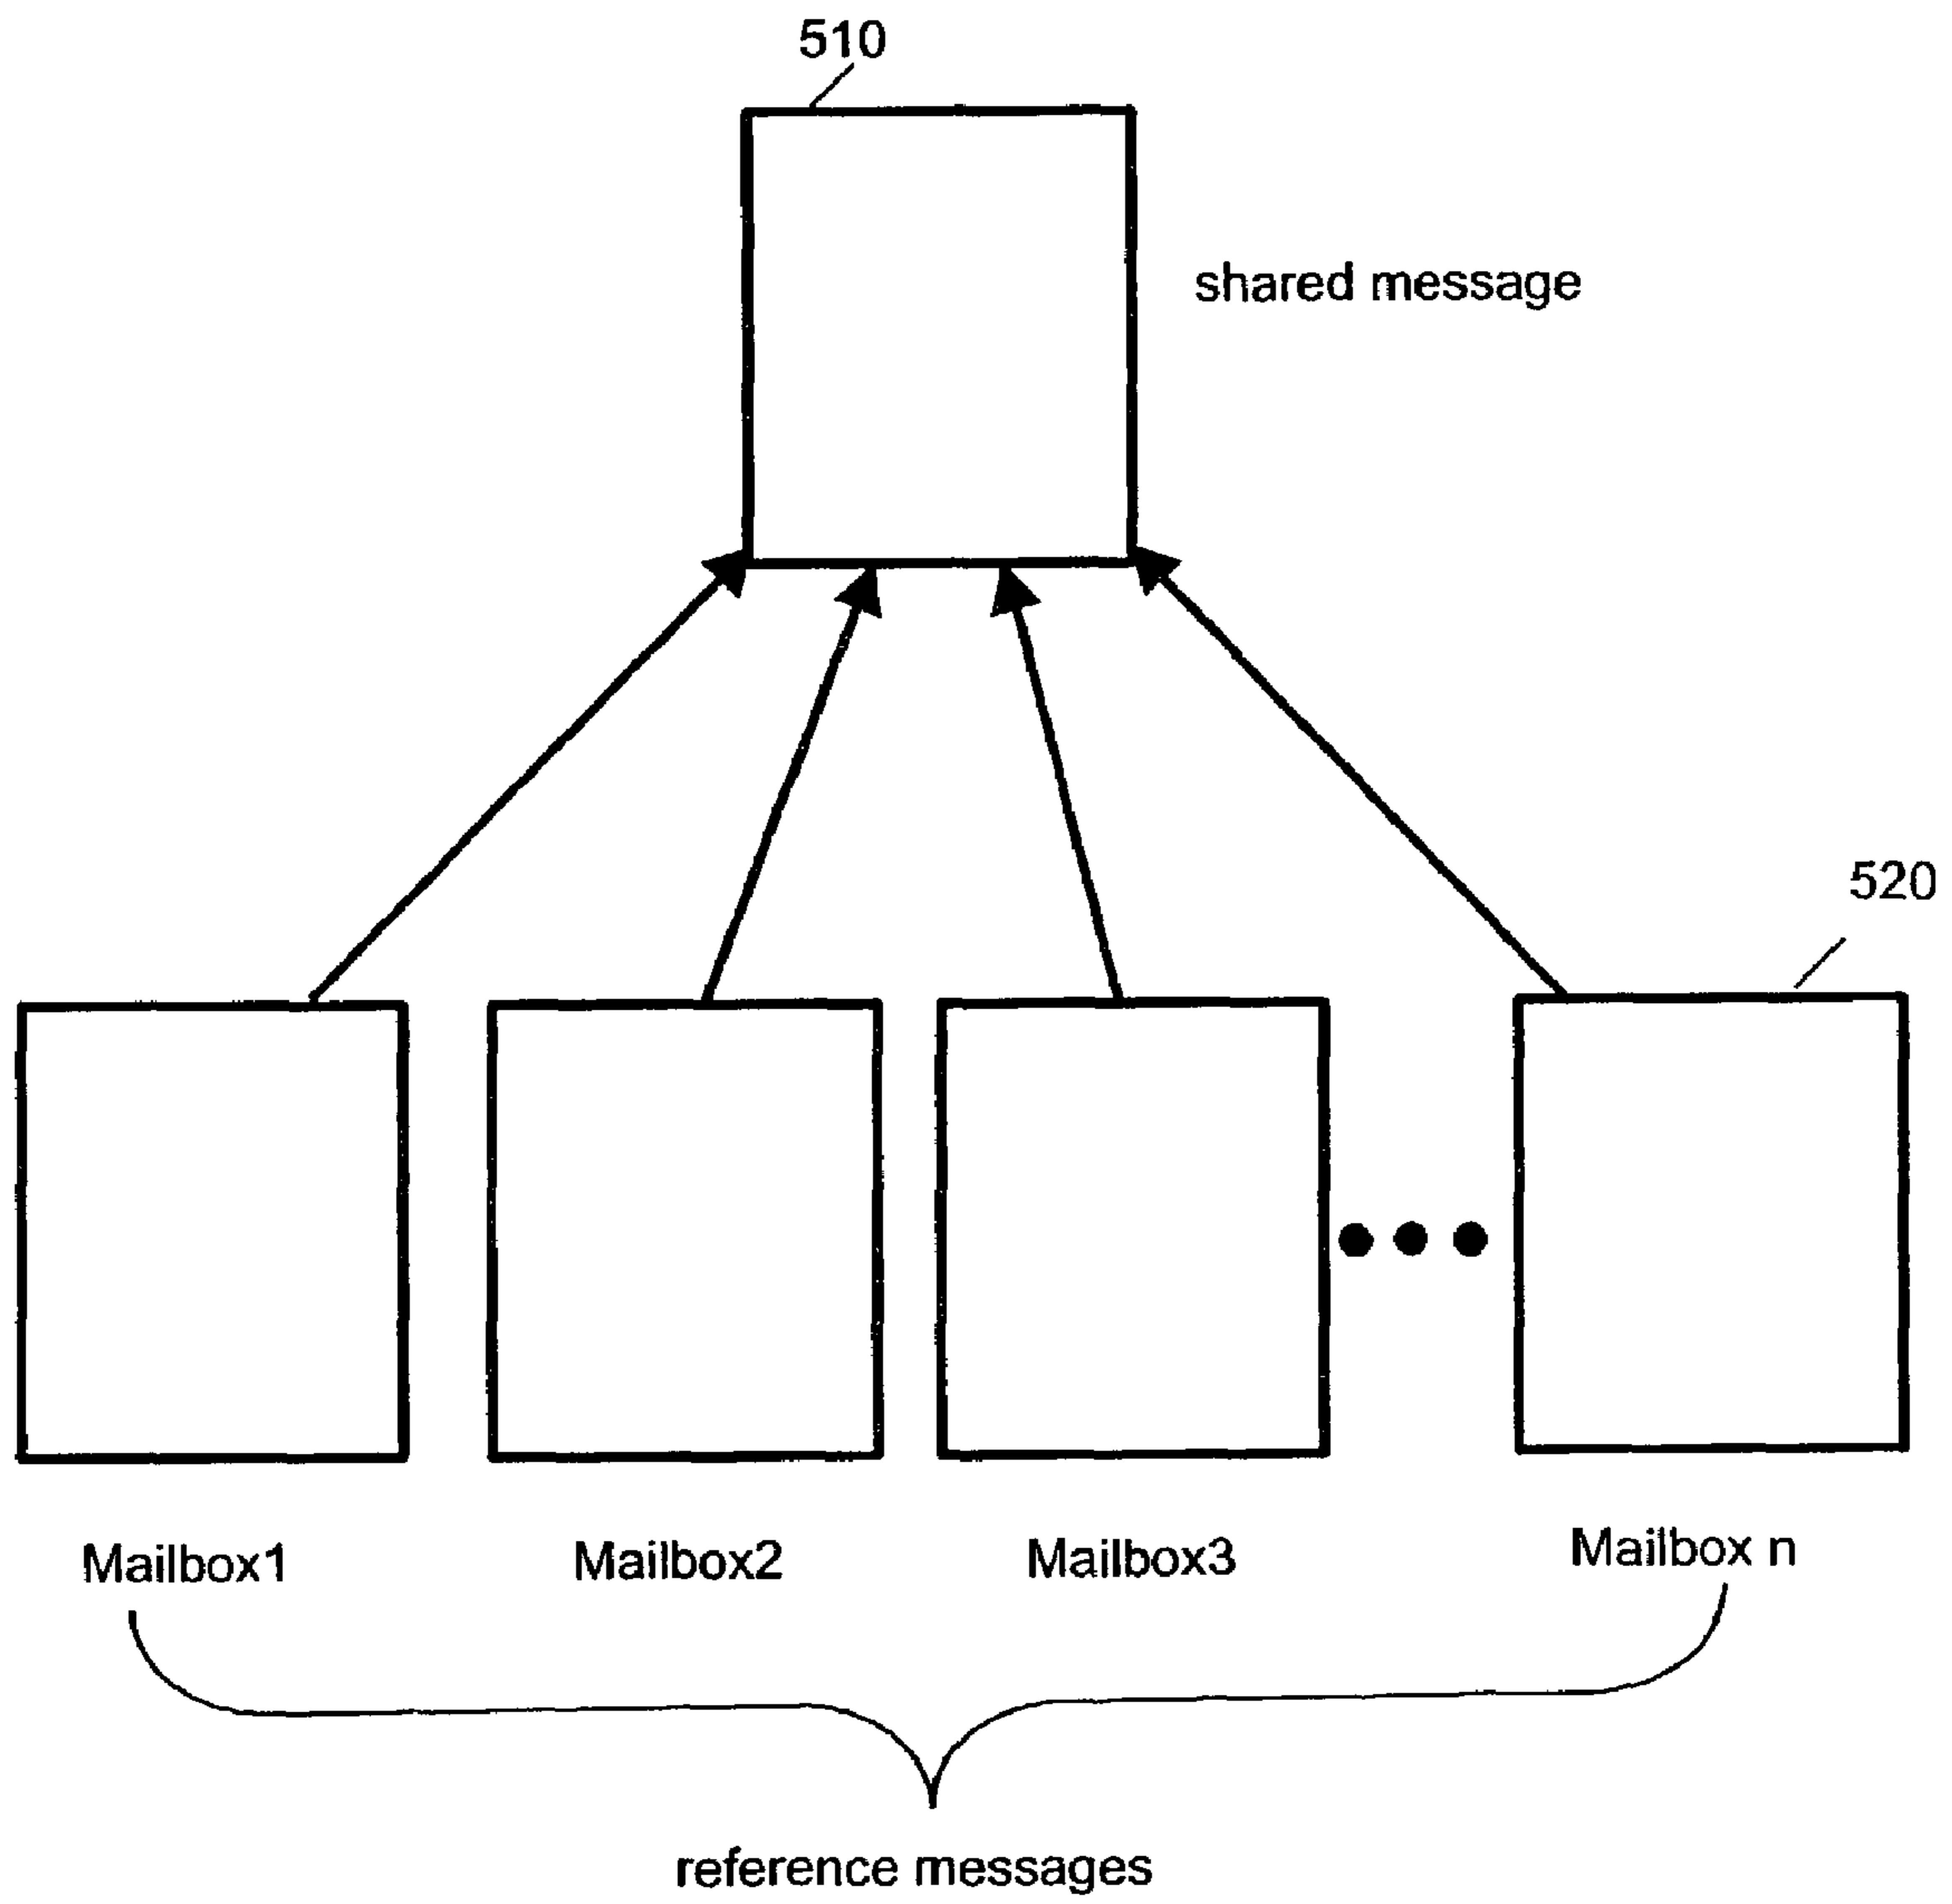 510
shared message
520
Mailbox1
Mailbox2
Mailbox3
Mailbox n
reference messages